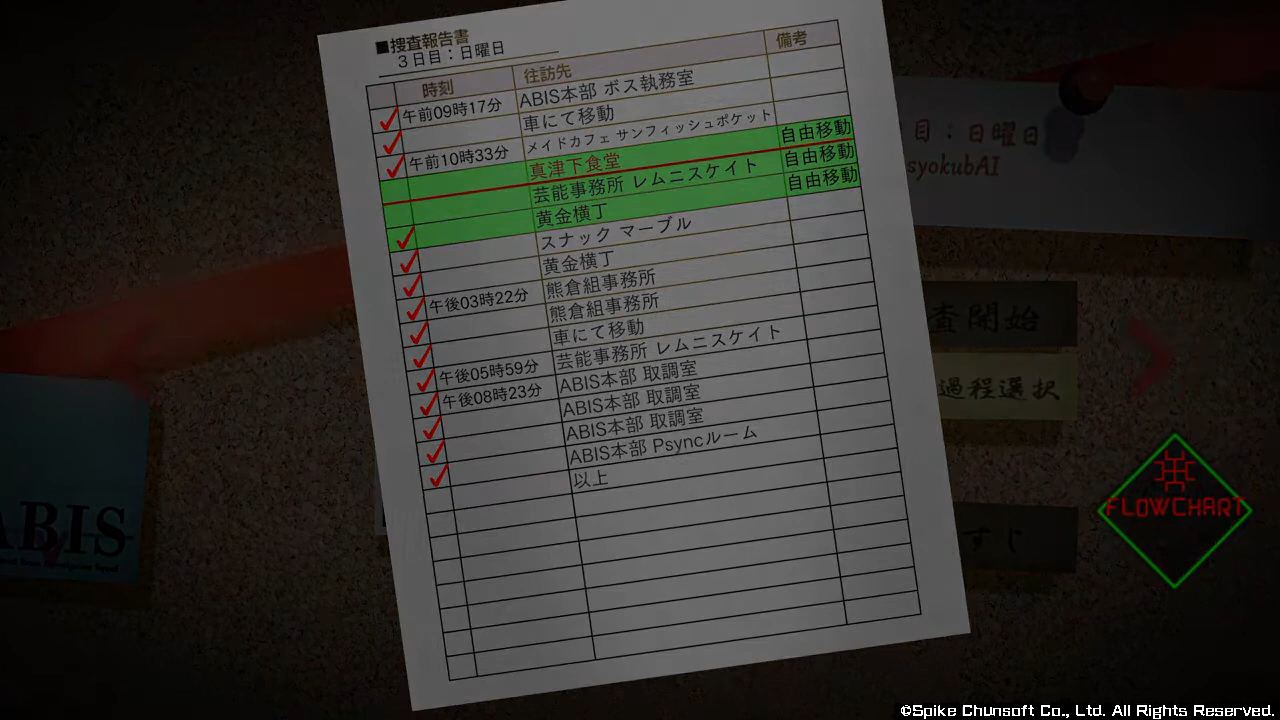 ■捜査報告書
3日目：日曜日
時刻 往訪先 備考
午前09時17分 ABIS本部 ボス執務室
車にて移動
午前10時33分 メイドカフェ サンフィッシュポケット
真津下食堂 自由移動
芸能事務所 レムニスケイト 自由移動
黄金横丁 自由移動
スナック マーブル
黄金横丁
午後03時22分 熊倉組事務所
熊倉組事務所
車にて移動
午後05時59分 芸能事務所 レムニスケイト
午後08時23分 ABIS本部 取調室
ABIS本部 取調室
ABIS本部 取調室
ABIS本部 Psyncルーム
以上
目：日曜日
syokubAI
査開始
過程選択
すじ
ABIS
FLOWCHART
©Spike Chunsoft Co., Ltd. All Rights Reserved.